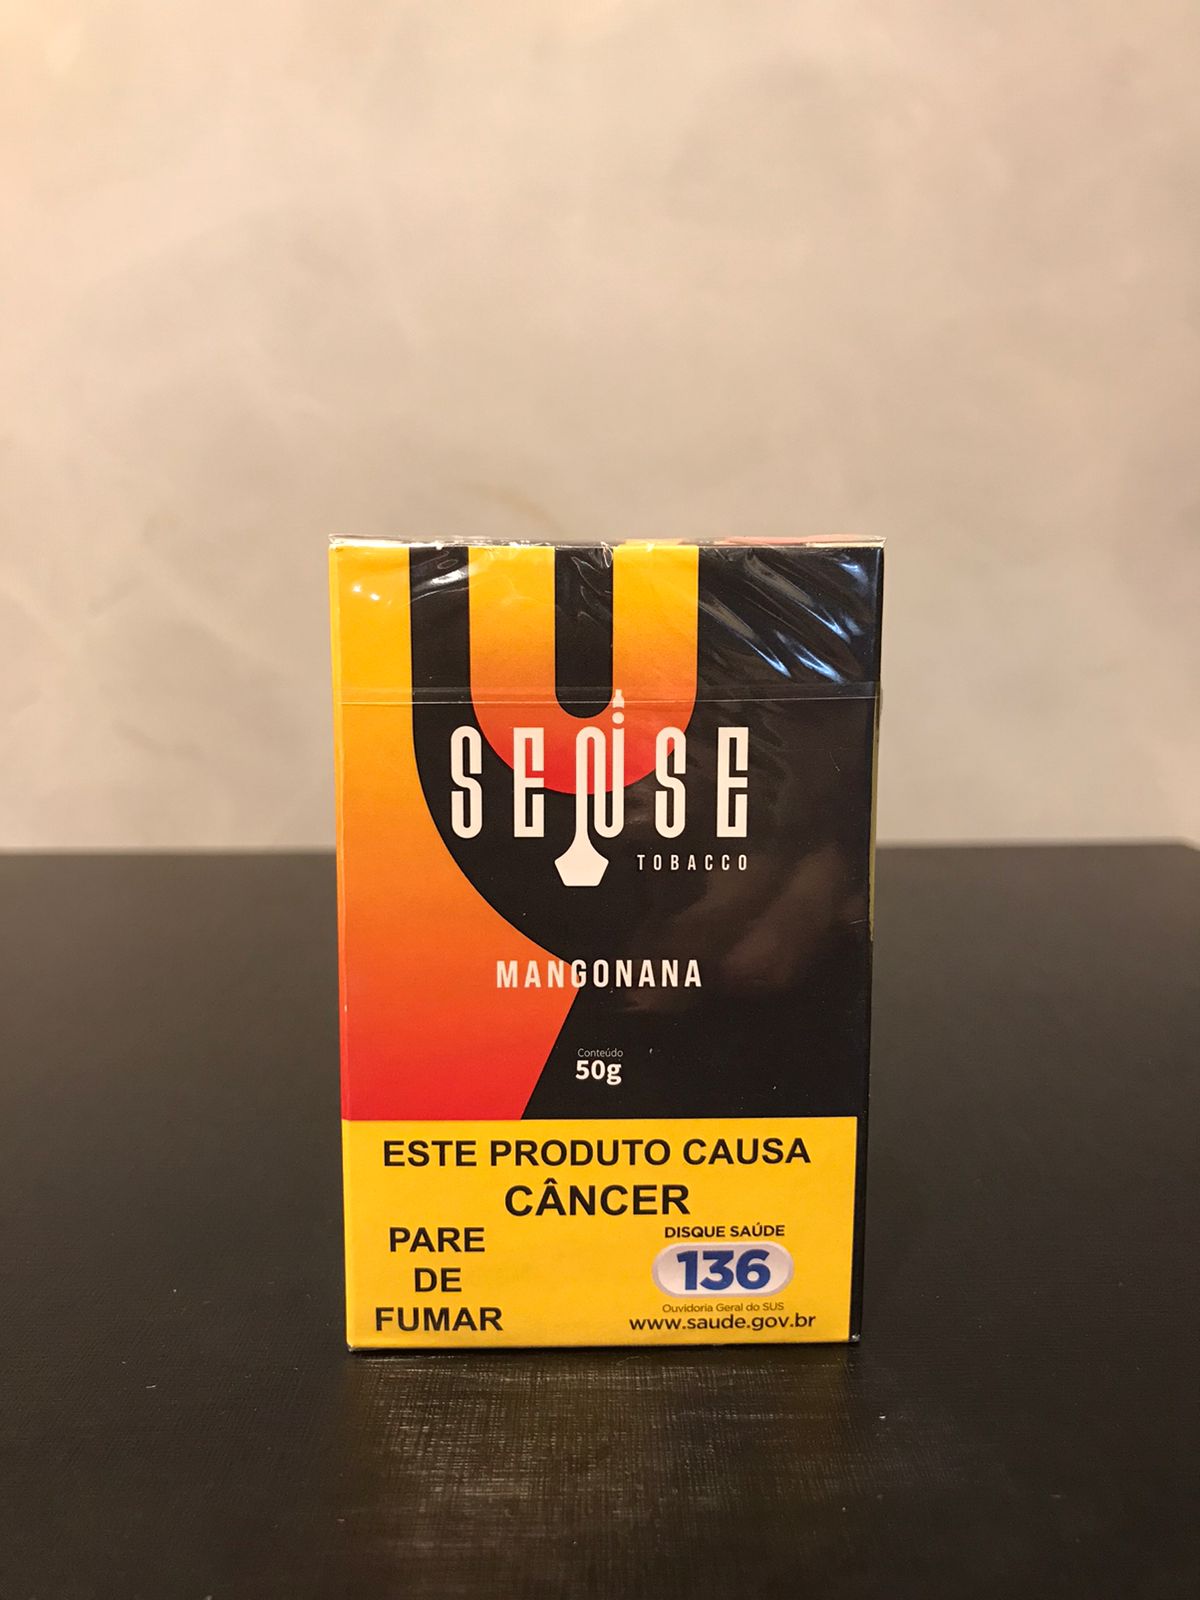 SENSE
TOBACCO
MANGONANA
Conteúdo
50g
ESTE PRODUTO CAUSA
CÂNCER
PARE
DE
FUMAR
DISQUE SAÚDE
136
Ouvidoria Geral do SUS
www.saude.gov.br